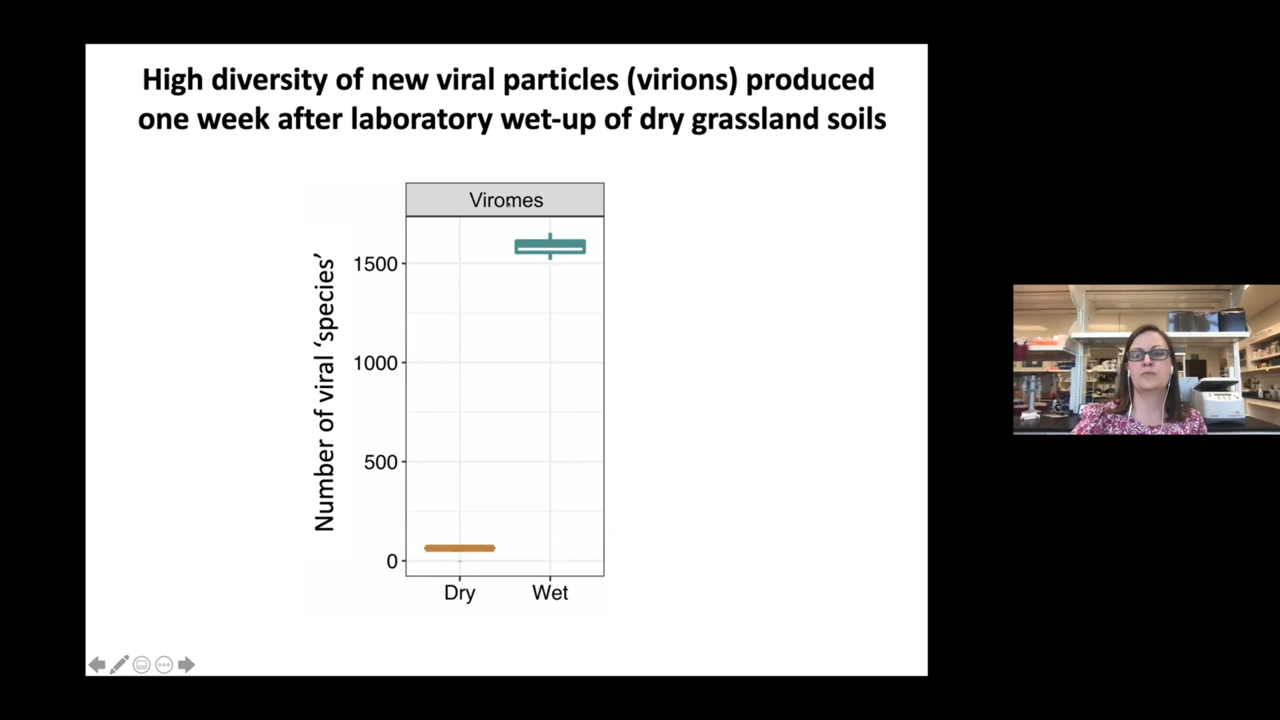 High diversity of new viral particles (virions) produced
one week after laboratory wet-up of dry grassland soils
Viromes
Number of viral ‘species’
1500
1000
500
0
Dry
Wet